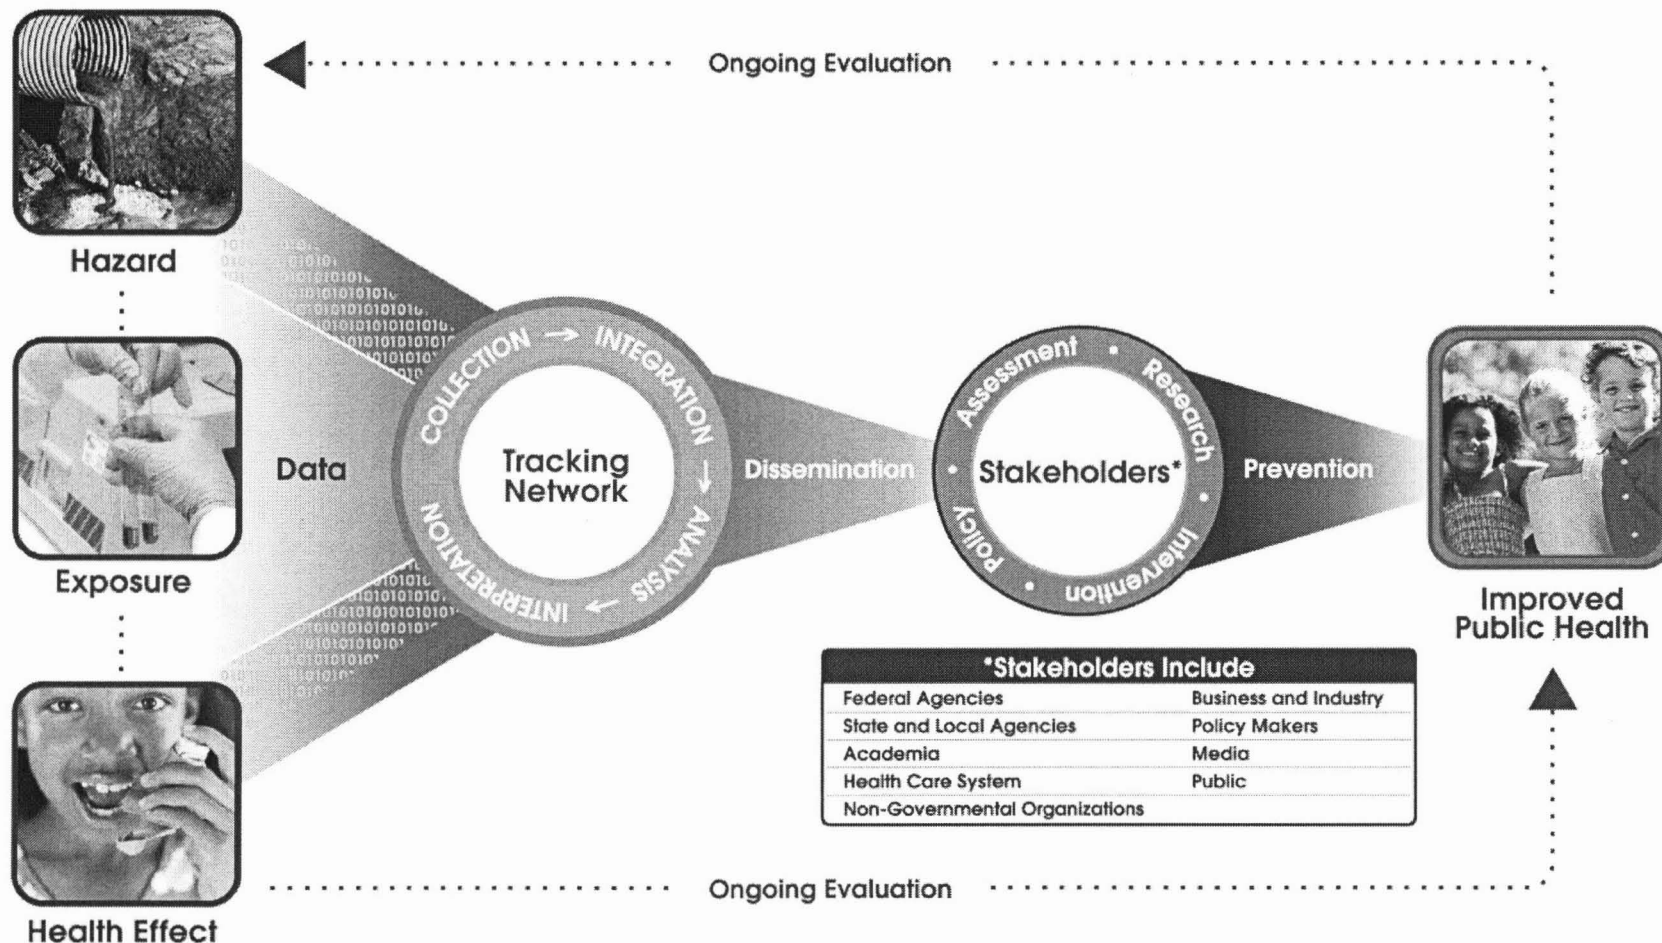 Ongoing Evaluation
Hazard
Exposure
Health Effect
Data
COLLECTION → INTEGRATION → ANALYSIS → INTERPRETATION
Tracking
Network
Dissemination
Assessment • Research • Intervention • Policy •
Stakeholders*
Prevention
Improved
Public Health
*Stakeholders Include
Federal Agencies Business and Industry
State and Local Agencies Policy Makers
Academia Media
Health Care System Public
Non-Governmental Organizations
Ongoing Evaluation